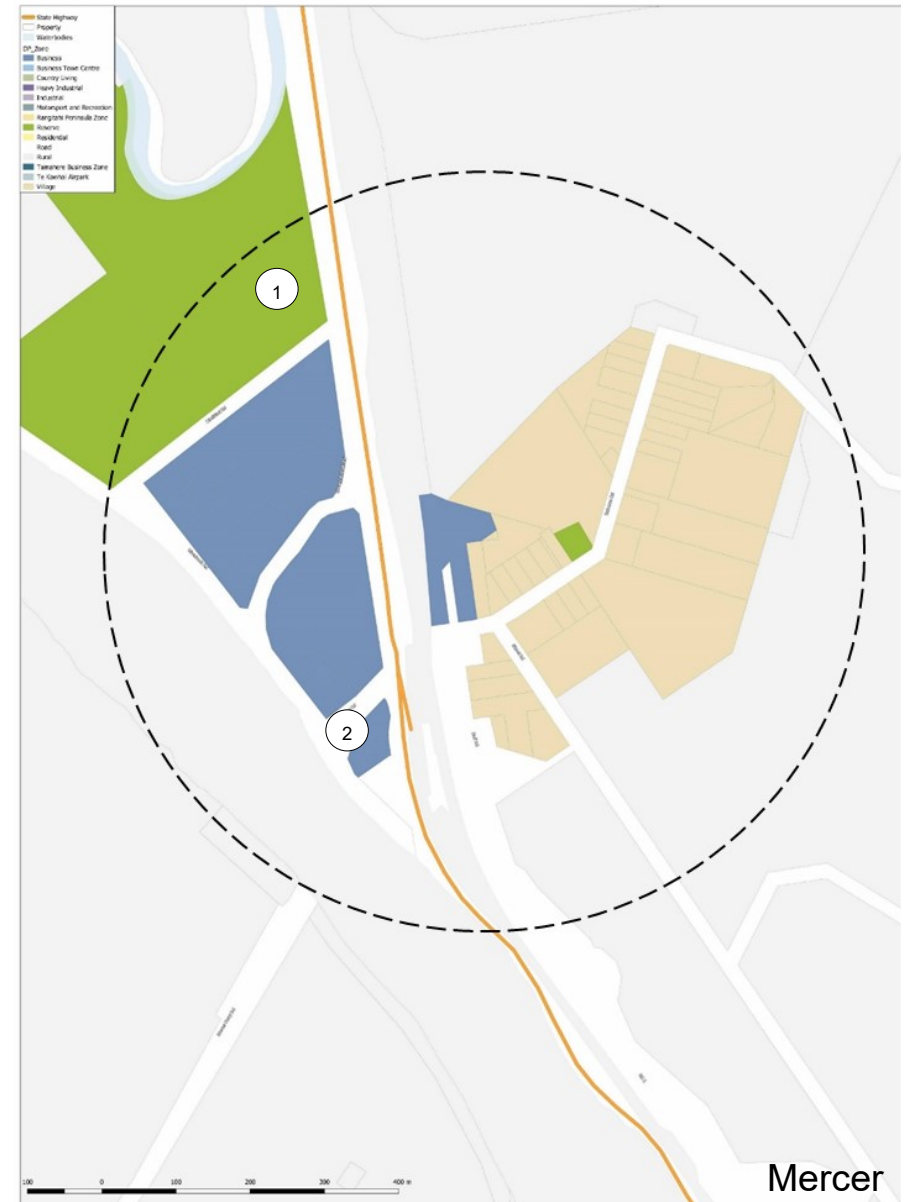 State Highway
Property
Waterbodies
DP_Zone
Business
Business Town Centre
Country Living
Heavy Industrial
Industrial
Motorsport and Recreation
Rangitahi Peninsula Zone
Reserve
Residential
Road
Rural
Tamahere Business Zone
Te Kowhai Airpark
Village
1
2
100 0 100 200 300 400 m
Mercer